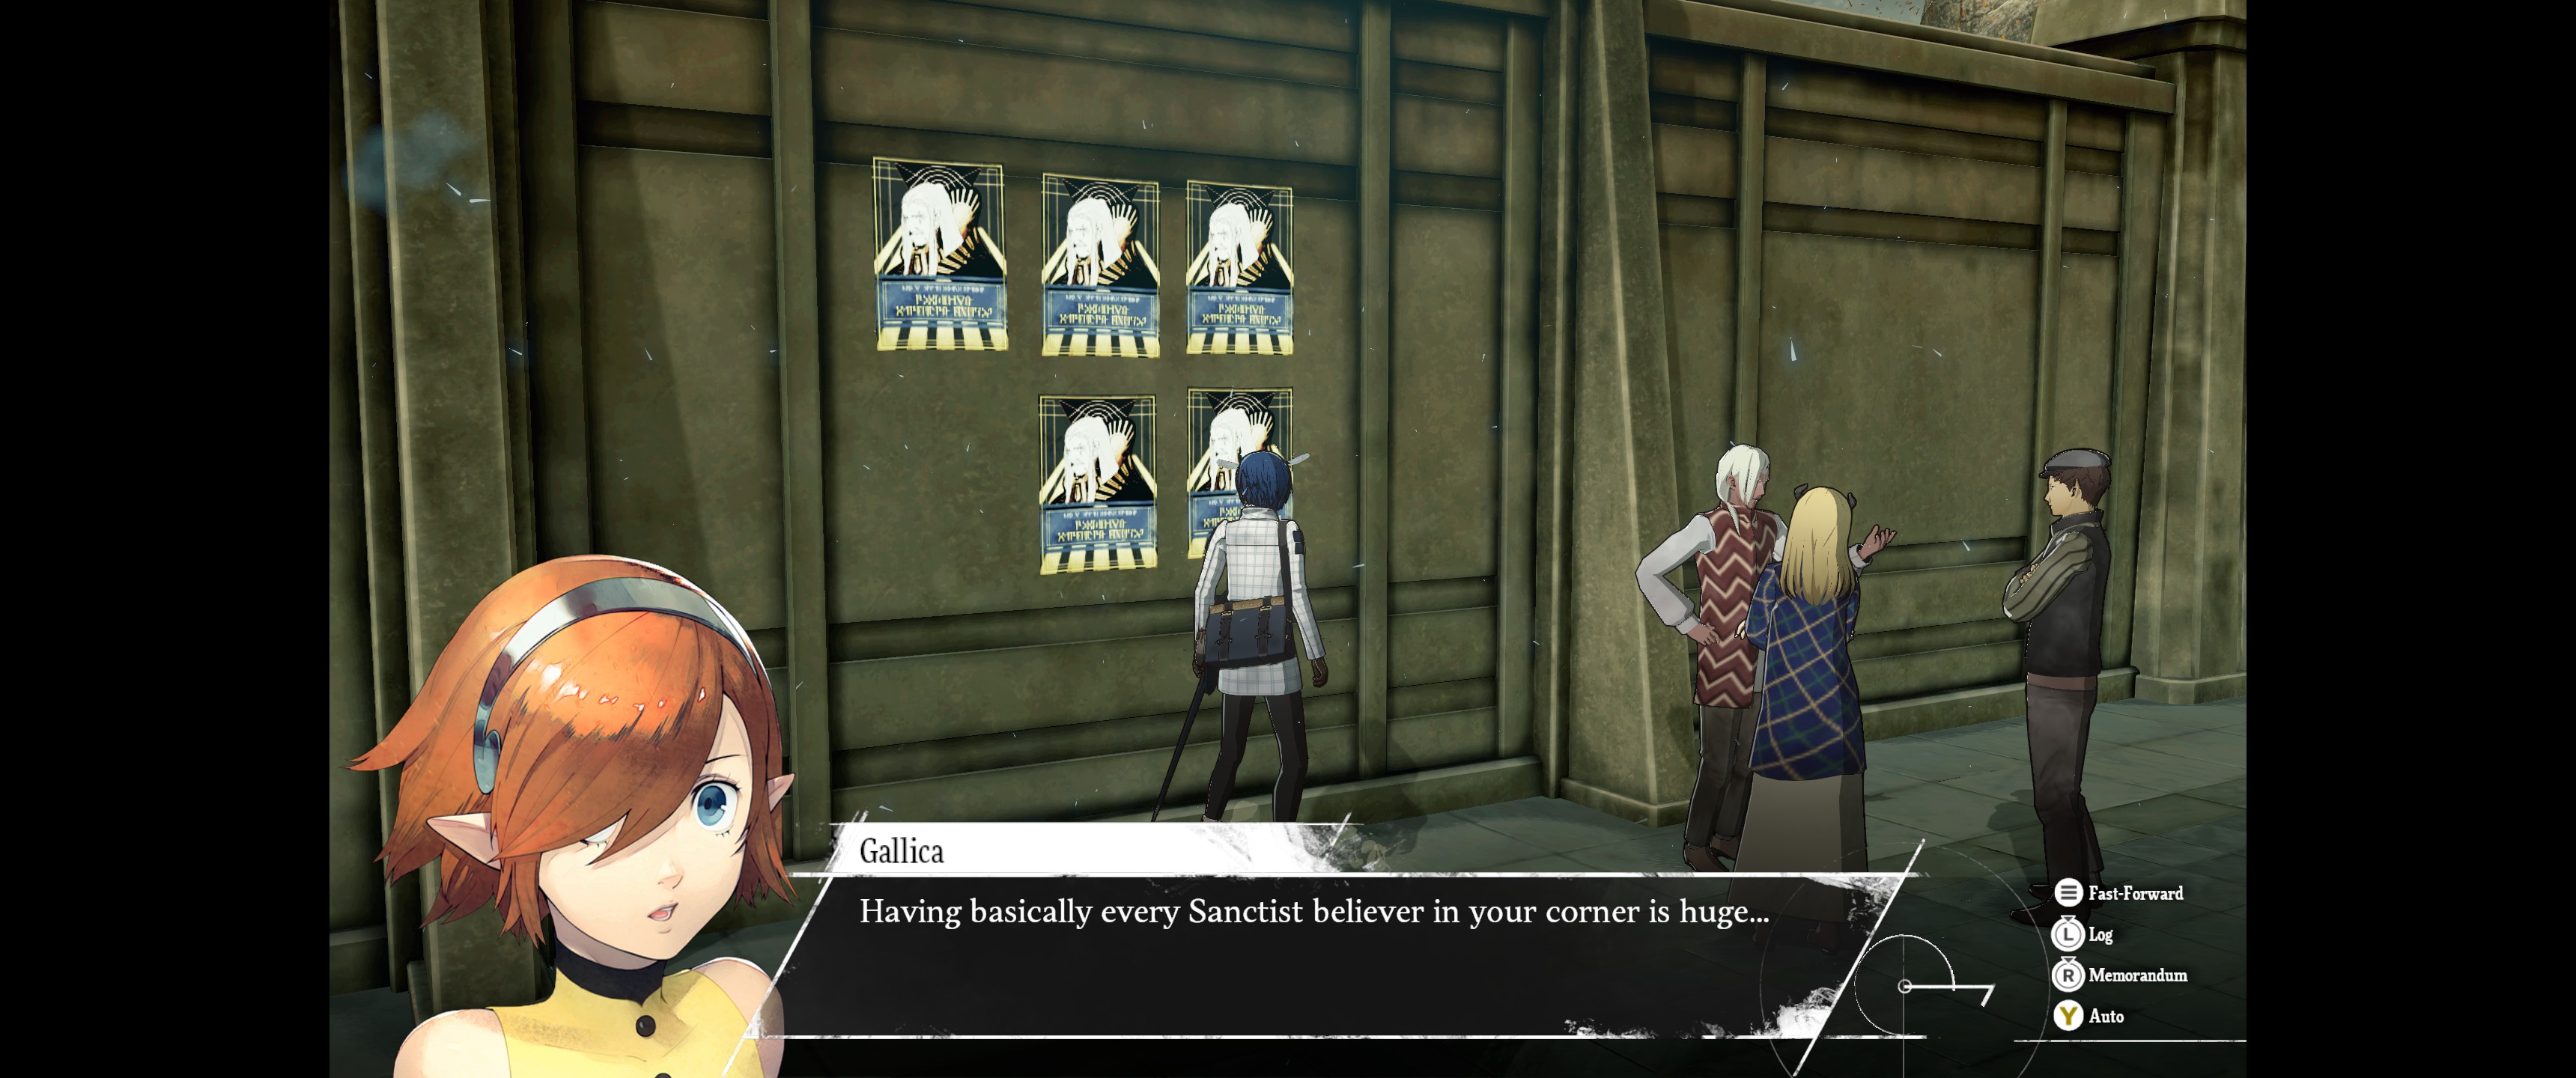 Gallica
Having basically every Sanctist believer in your corner is huge...
Fast-Forward
L Log
R Memorandum
Y Auto